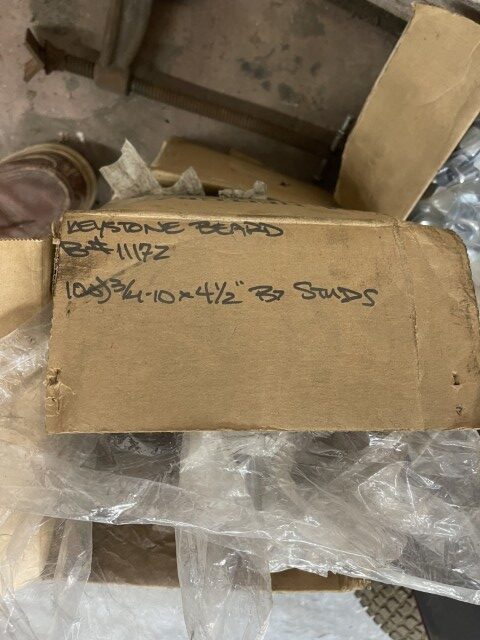 KEYSTONE BEARD
B# 11172
100) 3/4-10 x 4 1/2" B7 STUDS